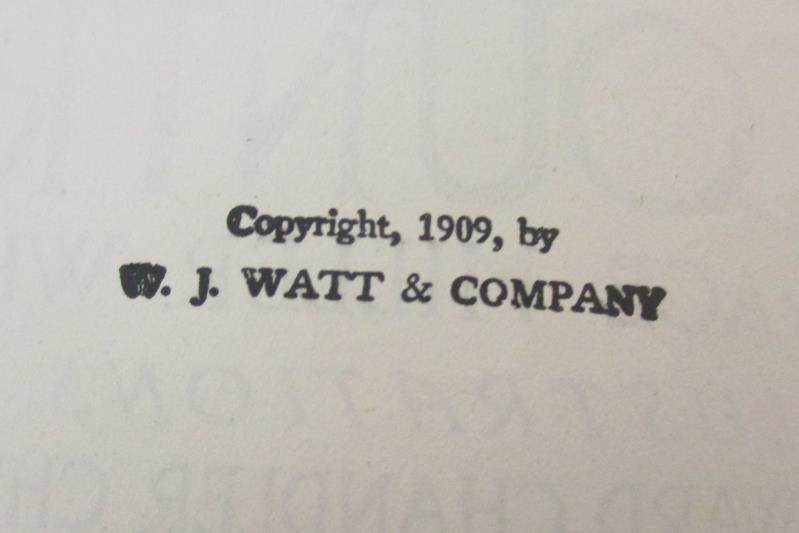 Copyright, 1909, by
W. J. WATT & COMPANY